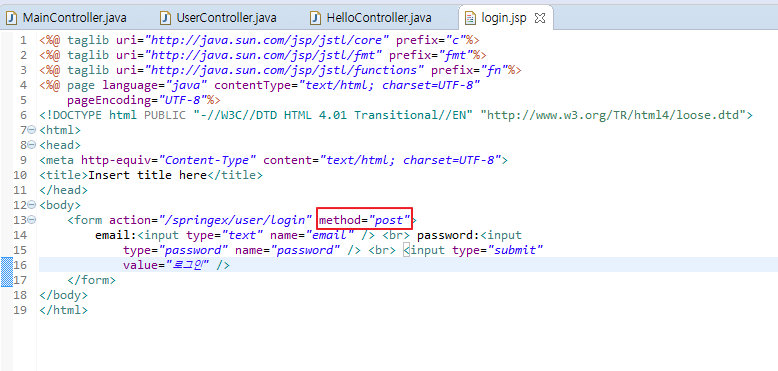 MainController.java UserController.java HelloController.java login.jsp
1 <%@ taglib uri="http://java.sun.com/jsp/jstl/core" prefix="c"%>
2 <%@ taglib uri="http://java.sun.com/jsp/jstl/fmt" prefix="fmt"%>
3 <%@ taglib uri="http://java.sun.com/jsp/jstl/functions" prefix="fn"%>
4 <%@ page language="java" contentType="text/html; charset=UTF-8"
5 pageEncoding="UTF-8"%>
6 <!DOCTYPE html PUBLIC "-//W3C//DTD HTML 4.01 Transitional//EN" "http://www.w3.org/TR/html4/loose.dtd">
7 <html>
8 <head>
9 <meta http-equiv="Content-Type" content="text/html; charset=UTF-8">
10 <title>Insert title here</title>
11 </head>
12 <body>
13 <form action="/springex/user/login" method="post">
14 email:<input type="text" name="email" /> <br> password:<input
15 type="password" name="password" /> <br> <input type="submit"
16 value="로그인" />
17 </form>
18 </body>
19 </html>